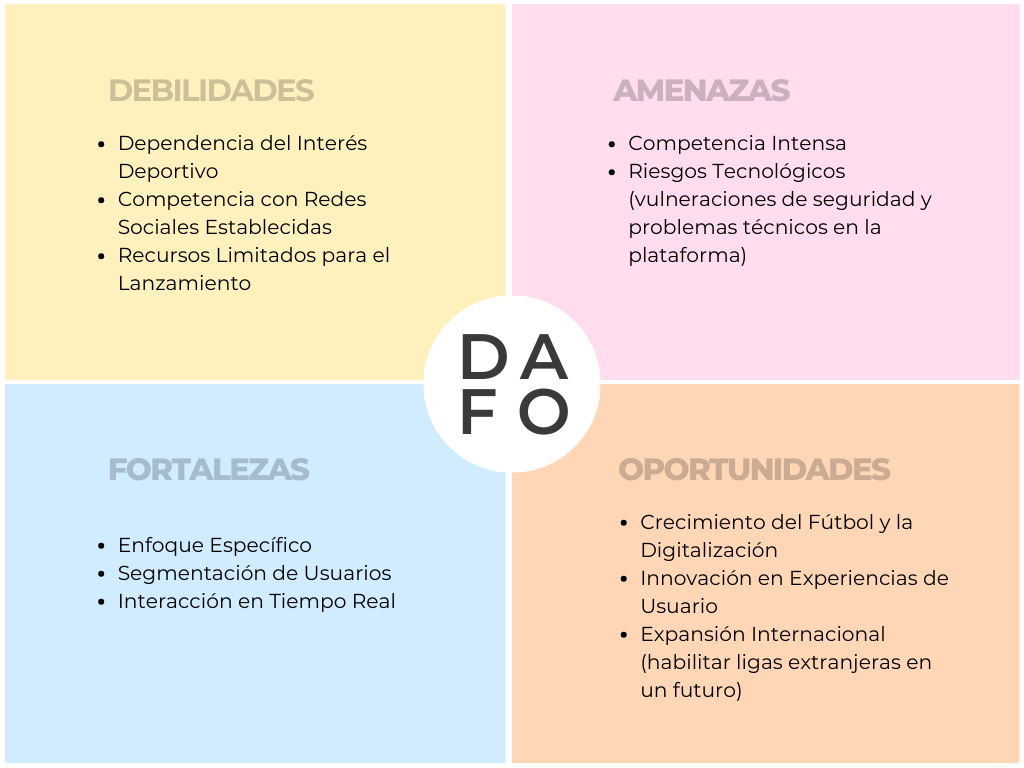 DEBILIDADES
• Dependencia del Interés
Deportivo
• Competencia con Redes
Sociales Establecidas
• Recursos Limitados para el
Lanzamiento
AMENAZAS
• Competencia Intensa
• Riesgos Tecnológicos
(vulneraciones de seguridad y
problemas técnicos en la
plataforma)
D A
F O
FORTALEZAS
• Enfoque Específico
• Segmentación de Usuarios
• Interacción en Tiempo Real
OPORTUNIDADES
• Crecimiento del Fútbol y la
Digitalización
• Innovación en Experiencias de
Usuario
• Expansión Internacional
(habilitar ligas extranjeras en
un futuro)